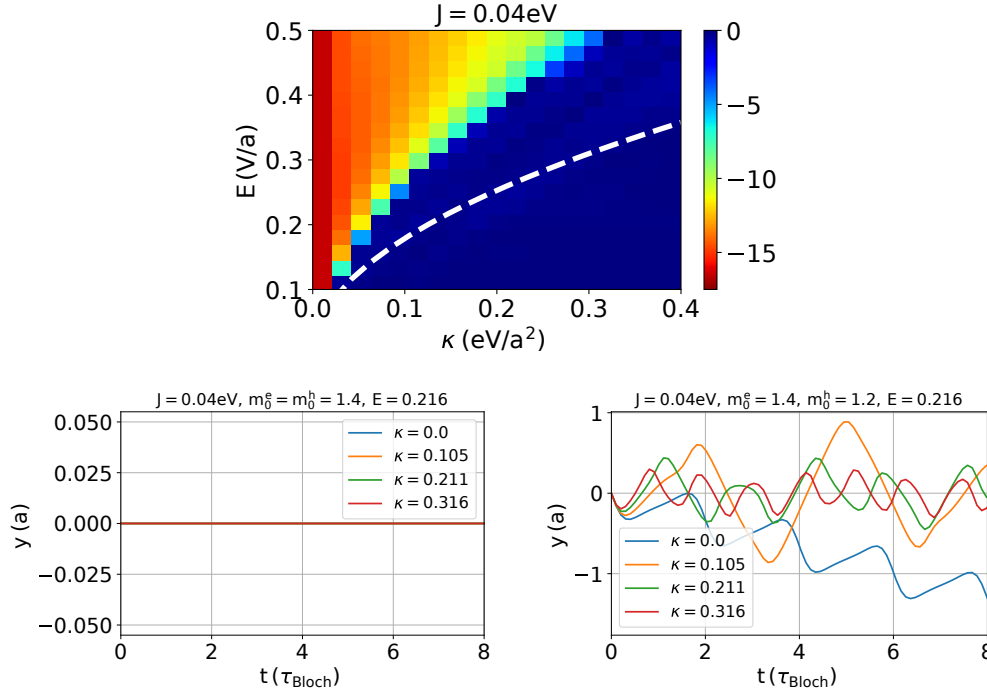 J = 0.04eV
0.5
0.4
0.3
0.2
0.1
E (V/a)
0.0 0.1 0.2 0.3 0.4
κ (eV/a²)
0
−5
−10
−15
J = 0.04eV, m₀ᵉ = m₀ʰ = 1.4, E = 0.216
0.050
0.025
0.000
−0.025
−0.050
y (a)
κ = 0.0
κ = 0.105
κ = 0.211
κ = 0.316
0 2 4 6 8
t (τ_Bloch)
J = 0.04eV, m₀ᵉ = 1.4, m₀ʰ = 1.2, E = 0.216
1
0
−1
y (a)
κ = 0.0
κ = 0.105
κ = 0.211
κ = 0.316
0 2 4 6 8
t (τ_Bloch)